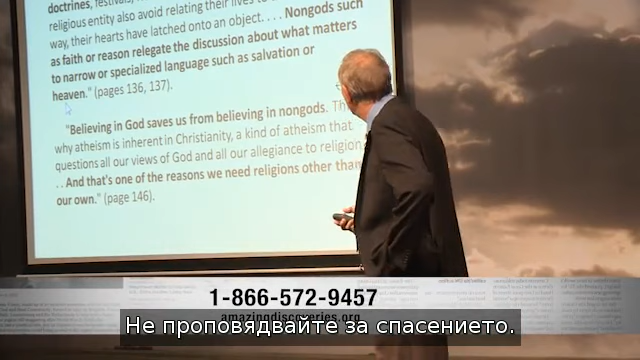 doctrines, festivals,
religious entity also avoid relating their lives to
way, their hearts have latched onto an object. . . . Nongods such
as faith or reason relegate the discussion about what matters
to narrow or specialized language such as salvation or
heaven." (pages 136, 137).
"Believing in God saves us from believing in nongods.
why atheism is inherent in Christianity, a kind of atheism that
questions all our views of God and all our allegiance to religion.
. . And that's one of the reasons we need religions other than
our own." (page 146).
1-866-572-9457
amazingdiscoveries.org
Не проповядвайте за спасението.